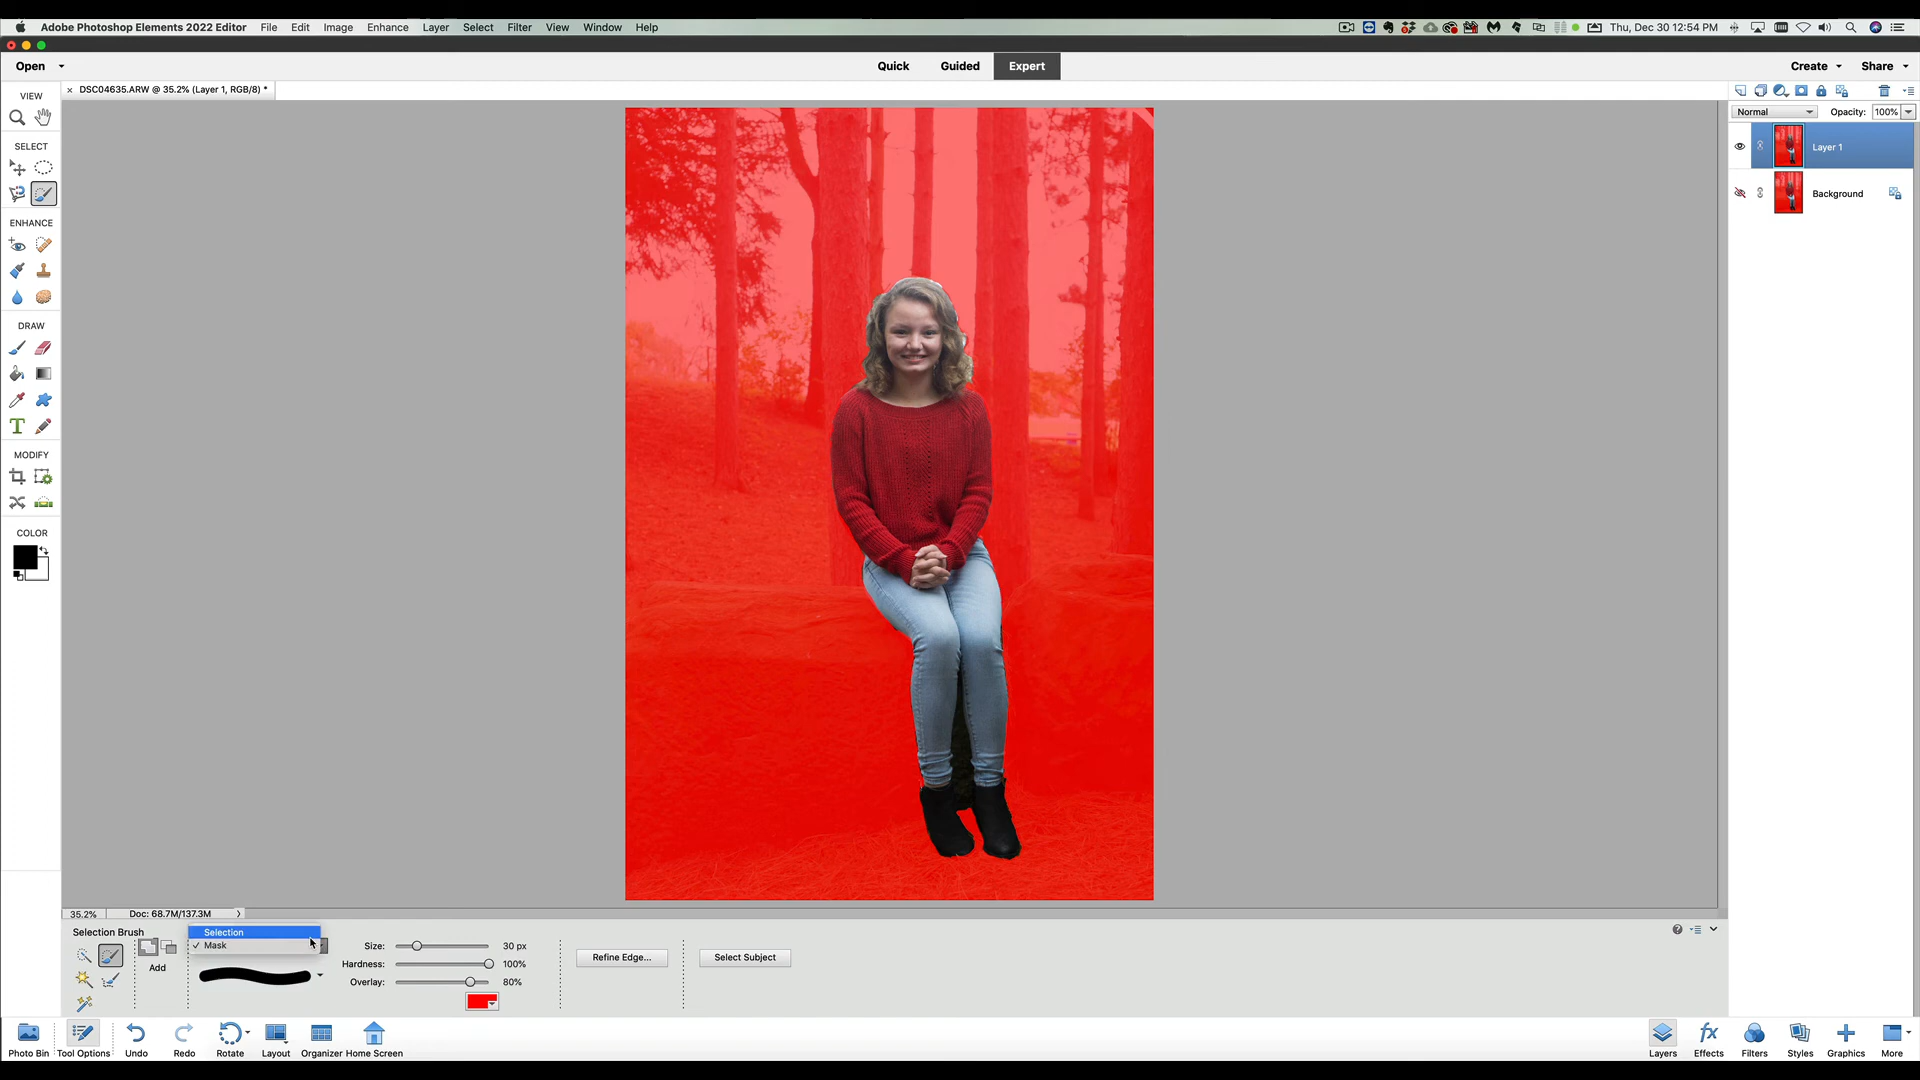 Adobe Photoshop Elements 2022 Editor File Edit Image Enhance Layer Select Filter View Window Help Thu, Dec 30 12:54 PM
Open Quick Guided Expert Create Share
VIEW
DSC04635.ARW @ 35.2% (Layer 1, RGB/8) *
Normal Opacity: 100%
SELECT
Layer 1
Background
ENHANCE
DRAW
T
MODIFY
COLOR
35.2% Doc: 68.7M/137.3M
Selection Brush
Selection
Mask
Add
Size: 30 px
Hardness: 100%
Overlay: 80%
Refine Edge...
Select Subject
Photo Bin Tool Options Undo Redo Rotate Layout Organizer Home Screen
fx
Layers Effects Filters Styles Graphics More